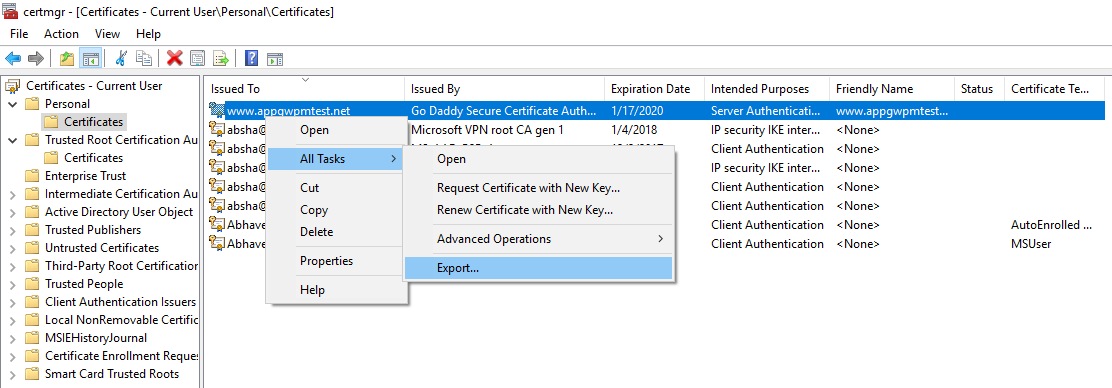 certmgr - [Certificates - Current User\Personal\Certificates]
File Action View Help
Certificates - Current User
Personal
Certificates
Trusted Root Certification Au
Certificates
Enterprise Trust
Intermediate Certification Au
Active Directory User Object
Trusted Publishers
Untrusted Certificates
Third-Party Root Certification
Trusted People
Client Authentication Issuers
Local NonRemovable Certific
MSIEHistoryJournal
Certificate Enrollment Reques
Smart Card Trusted Roots
Issued To Issued By Expiration Date Intended Purposes Friendly Name Status Certificate Te...
www.appgwpmtest.net Go Daddy Secure Certificate Auth... 1/17/2020 Server Authenticati... www.appgwpmtest...
absha@ Microsoft VPN root CA gen 1 1/4/2018 IP security IKE inter... <None>
absha@ Client Authentication <None>
absha@ IP security IKE inter... <None>
absha@ Client Authentication <None>
absha@ Client Authentication <None>
Abhave Client Authentication <None> AutoEnrolled ...
Abhave Client Authentication <None> MSUser
Open
All Tasks
Cut
Copy
Delete
Properties
Help
Open
Request Certificate with New Key...
Renew Certificate with New Key...
Advanced Operations
Export...